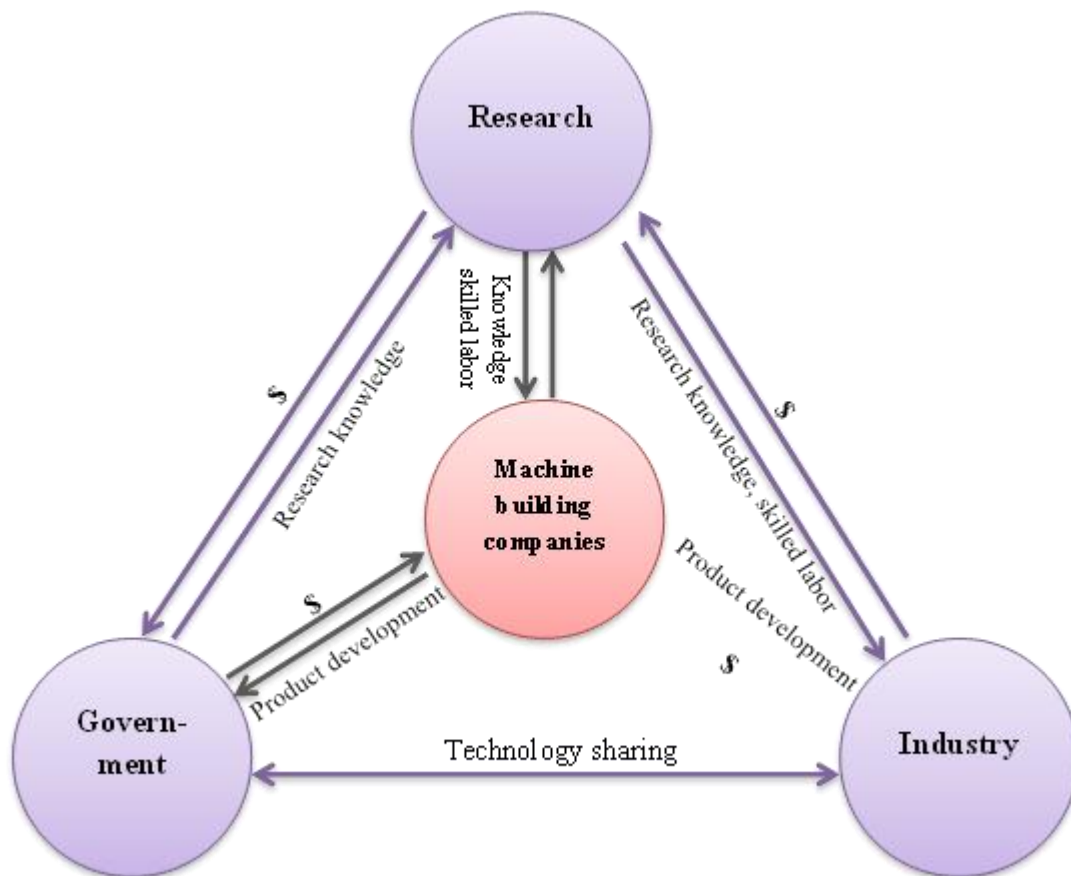 Research
Knowledge
skilled labor
$
Research knowledge
$
Research knowledge, skilled labor
Machine
building
companies
$
Product development
Product development
$
Govern-
ment
Technology sharing
Industry